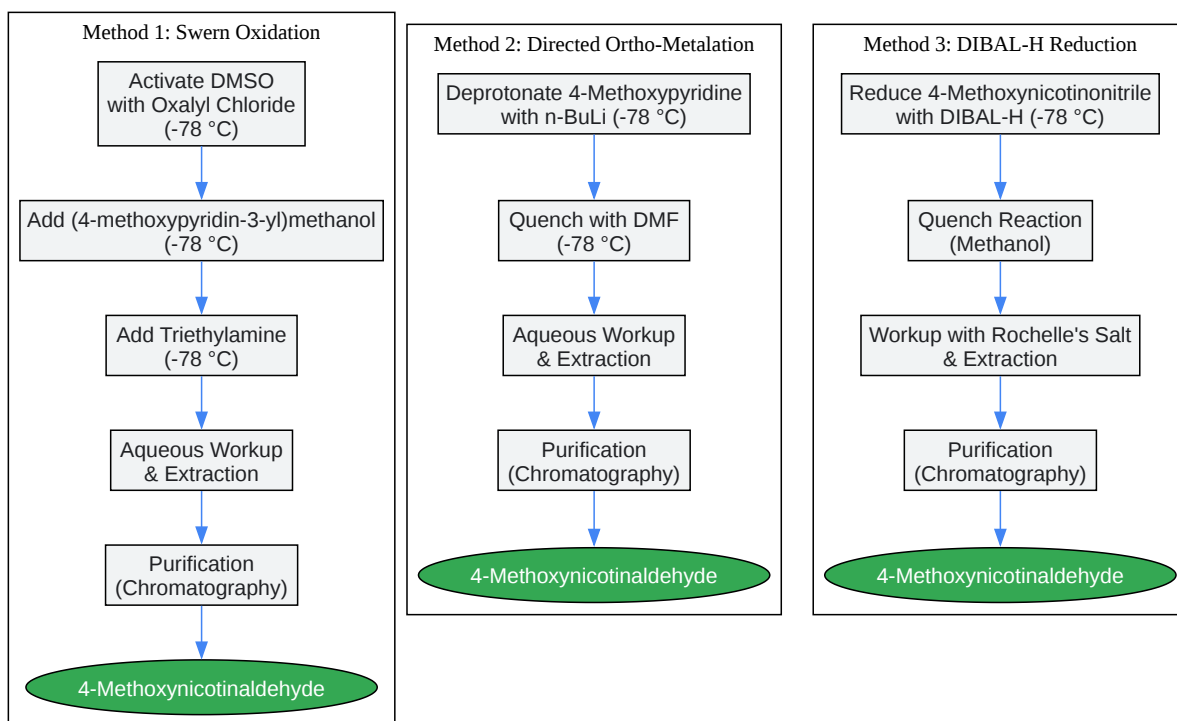 Method 1: Swern Oxidation
Activate DMSO
with Oxalyl Chloride
(-78 °C)
Add (4-methoxypyridin-3-yl)methanol
(-78 °C)
Add Triethylamine
(-78 °C)
Aqueous Workup
& Extraction
Purification
(Chromatography)
4-Methoxynicotinaldehyde
Method 2: Directed Ortho-Metalation
Deprotonate 4-Methoxypyridine
with n-BuLi (-78 °C)
Quench with DMF
(-78 °C)
Aqueous Workup
& Extraction
Purification
(Chromatography)
4-Methoxynicotinaldehyde
Method 3: DIBAL-H Reduction
Reduce 4-Methoxynicotinonitrile
with DIBAL-H (-78 °C)
Quench Reaction
(Methanol)
Workup with Rochelle's Salt
& Extraction
Purification
(Chromatography)
4-Methoxynicotinaldehyde